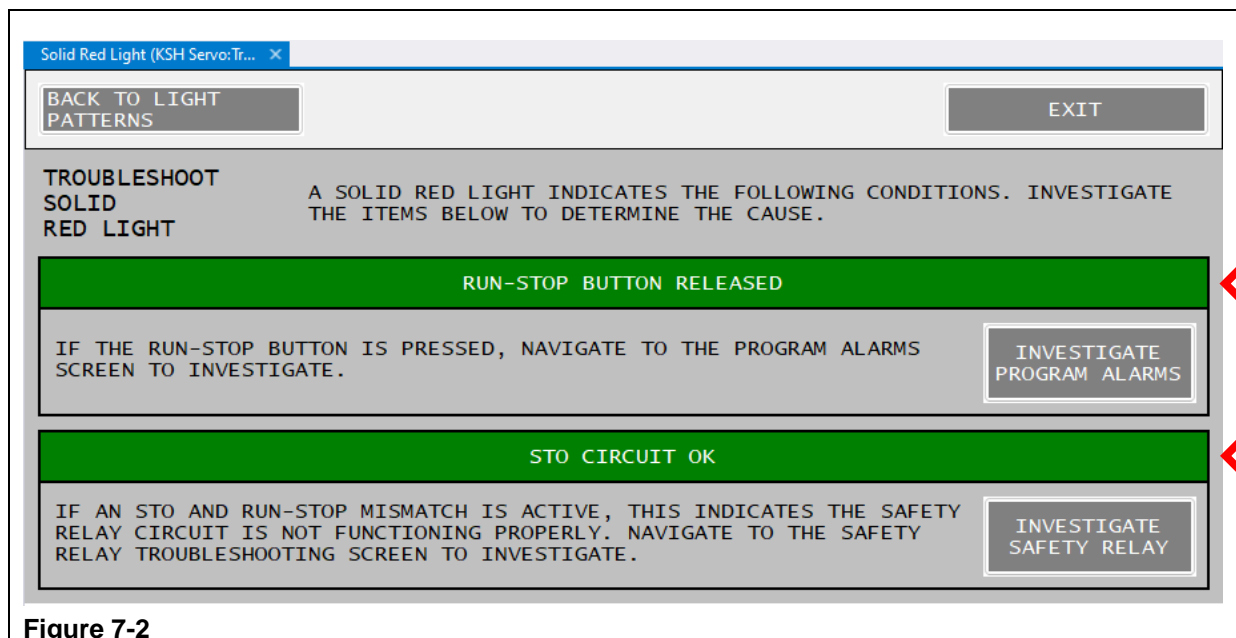 Solid Red Light (KSH Servo:Tr... ×
BACK TO LIGHT
PATTERNS
EXIT
TROUBLESHOOT
SOLID
RED LIGHT
A SOLID RED LIGHT INDICATES THE FOLLOWING CONDITIONS. INVESTIGATE
THE ITEMS BELOW TO DETERMINE THE CAUSE.
RUN-STOP BUTTON RELEASED
IF THE RUN-STOP BUTTON IS PRESSED, NAVIGATE TO THE PROGRAM ALARMS
SCREEN TO INVESTIGATE.
INVESTIGATE
PROGRAM ALARMS
STO CIRCUIT OK
IF AN STO AND RUN-STOP MISMATCH IS ACTIVE, THIS INDICATES THE SAFETY
RELAY CIRCUIT IS NOT FUNCTIONING PROPERLY. NAVIGATE TO THE SAFETY
RELAY TROUBLESHOOTING SCREEN TO INVESTIGATE.
INVESTIGATE
SAFETY RELAY
Figure 7-2